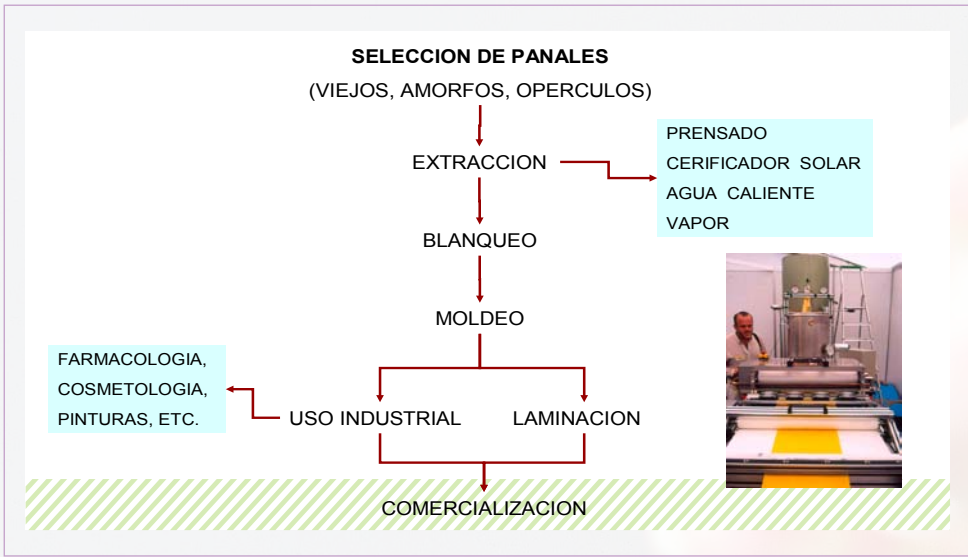 SELECCION DE PANALES
(VIEJOS, AMORFOS, OPERCULOS)
EXTRACCION
PRENSADO
CERIFICADOR SOLAR
AGUA CALIENTE
VAPOR
BLANQUEO
MOLDEO
FARMACOLOGIA,
COSMETOLOGIA,
PINTURAS, ETC.
USO INDUSTRIAL
LAMINACION
COMERCIALIZACION